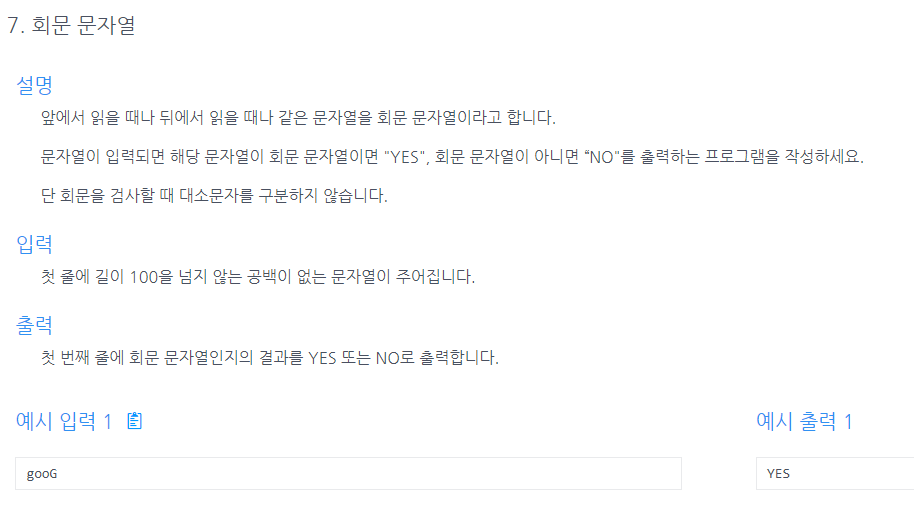 7. 회문 문자열
설명
앞에서 읽을 때나 뒤에서 읽을 때나 같은 문자열을 회문 문자열이라고 합니다.
문자열이 입력되면 해당 문자열이 회문 문자열이면 "YES", 회문 문자열이 아니면 “NO"를 출력하는 프로그램을 작성하세요.
단 회문을 검사할 때 대소문자를 구분하지 않습니다.
입력
첫 줄에 길이 100을 넘지 않는 공백이 없는 문자열이 주어집니다.
출력
첫 번째 줄에 회문 문자열인지의 결과를 YES 또는 NO로 출력합니다.
예시 입력 1
예시 출력 1
gooG
YES